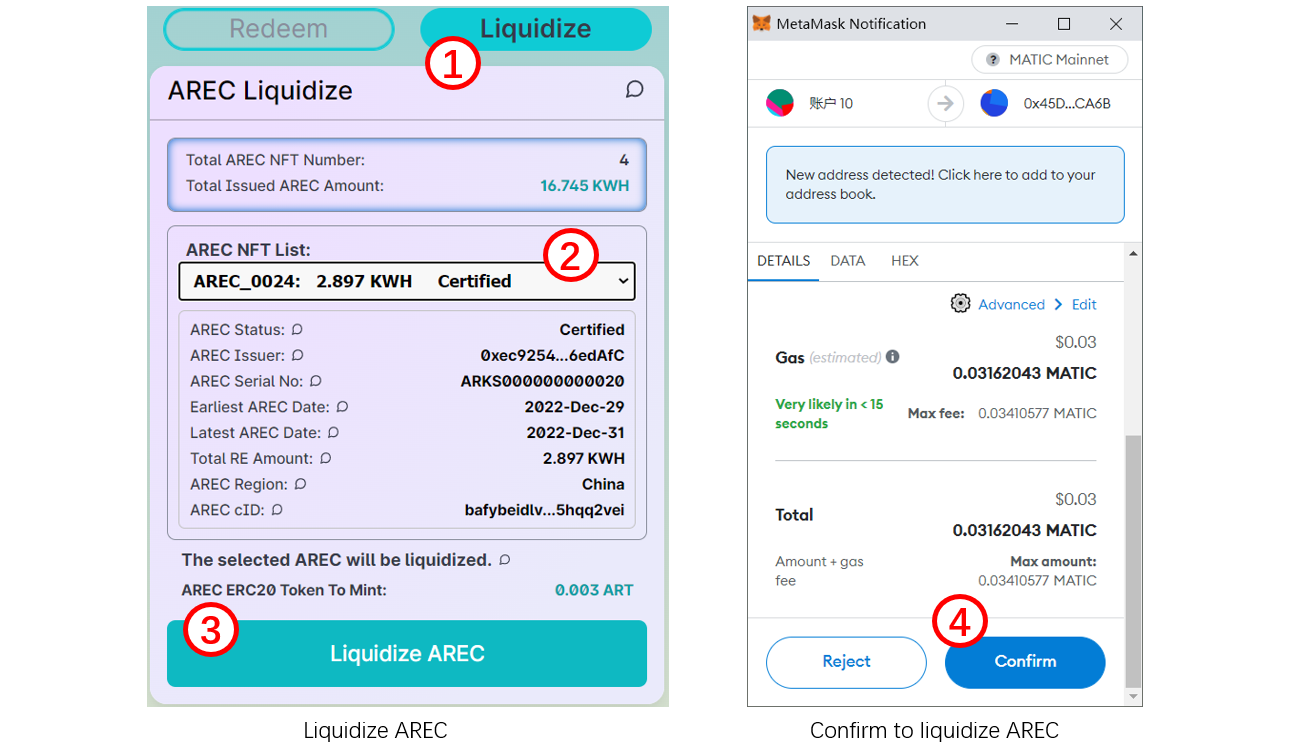 Redeem
Liquidize
1
AREC Liquidize
Total AREC NFT Number: 4
Total Issued AREC Amount: 16.745 KWH
AREC NFT List:
2
AREC_0024: 2.897 KWH Certified
AREC Status: Certified
AREC Issuer: 0xec9254...6edAfC
AREC Serial No: ARKS000000000020
Earliest AREC Date: 2022-Dec-29
Latest AREC Date: 2022-Dec-31
Total RE Amount: 2.897 KWH
AREC Region: China
AREC cID: bafybeidlv...5hqq2vei
The selected AREC will be liquidized.
AREC ERC20 Token To Mint: 0.003 ART
3
Liquidize AREC
Liquidize AREC
MetaMask Notification
? MATIC Mainnet
账户 10
0x45D...CA6B
New address detected! Click here to add to your
address book.
DETAILS DATA HEX
Advanced Edit
$0.03
Gas (estimated) i
0.03162043 MATIC
Very likely in < 15
seconds
Max fee: 0.03410577 MATIC
$0.03
Total
0.03162043 MATIC
Amount + gas
fee
Max amount:
0.03410577 MATIC
4
Reject
Confirm
Confirm to liquidize AREC